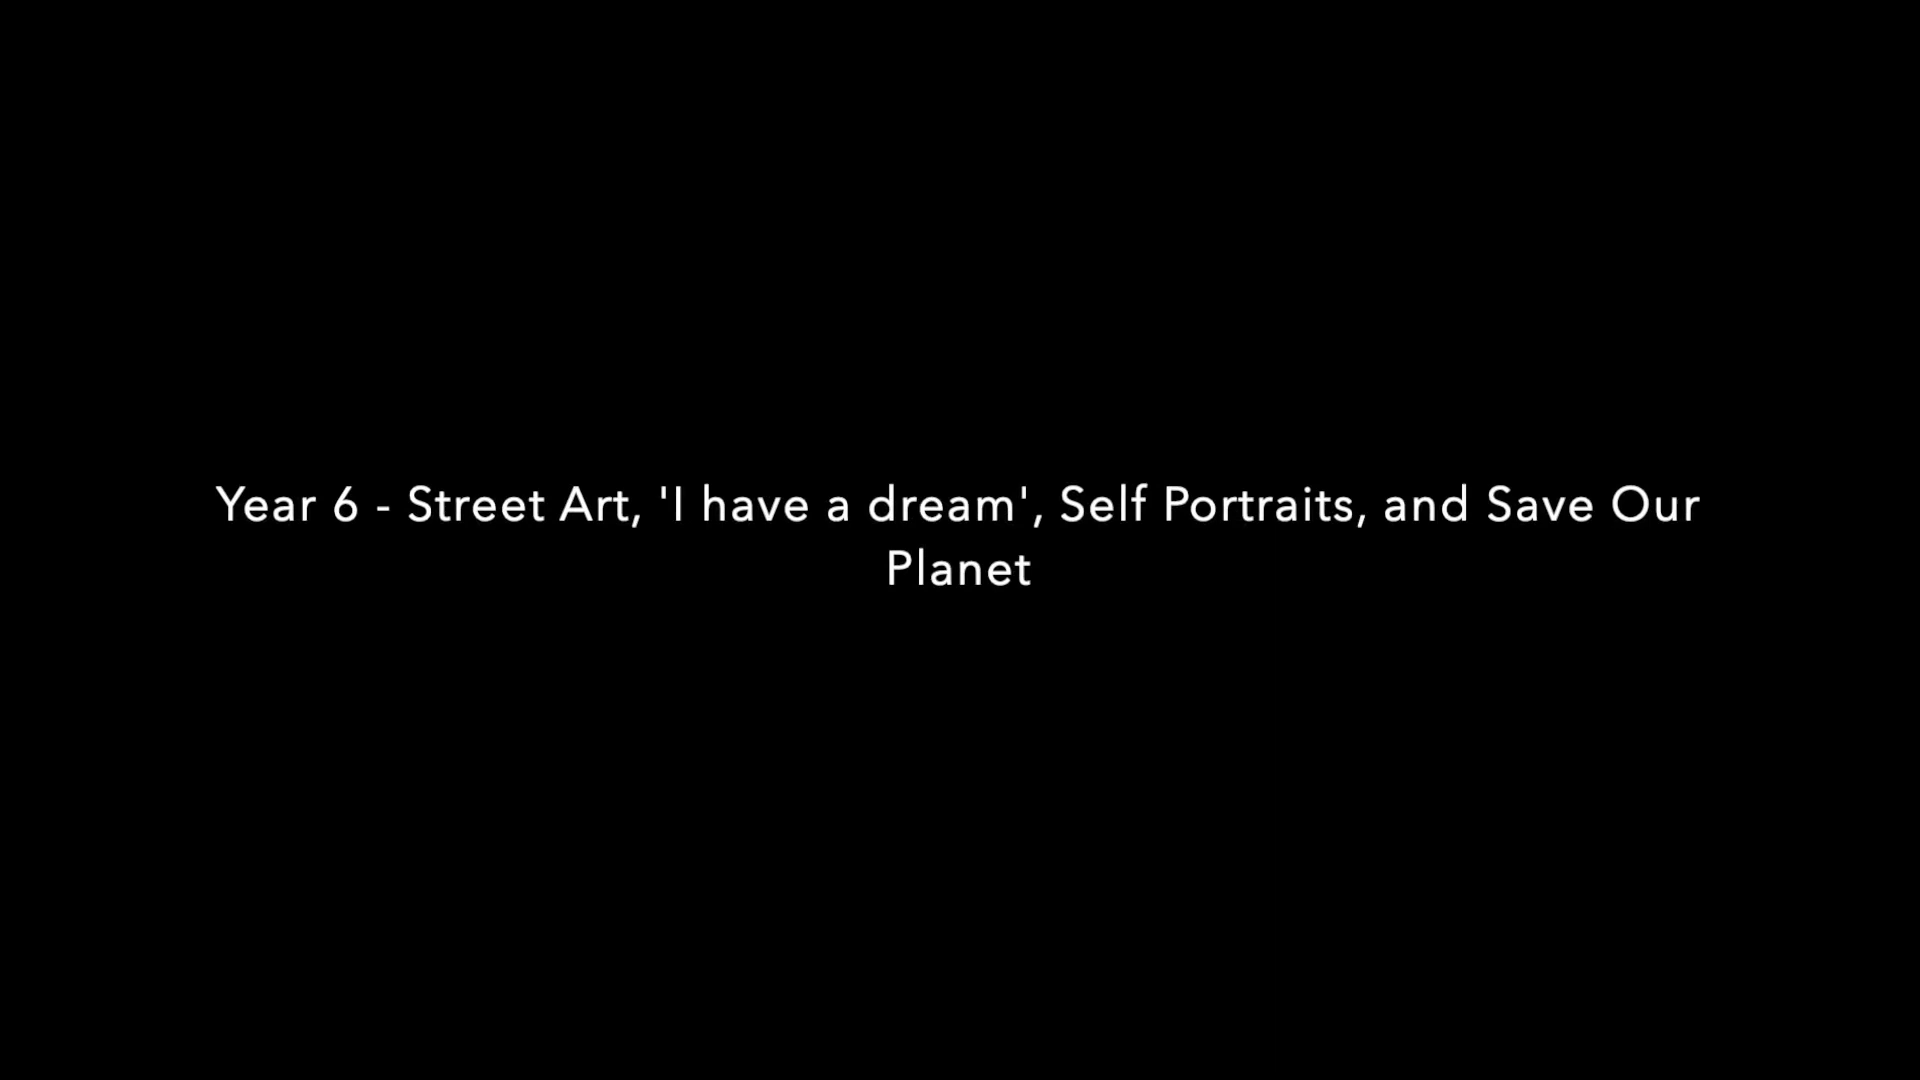 Year 6 - Street Art, 'I have a dream', Self Portraits, and Save Our
Planet